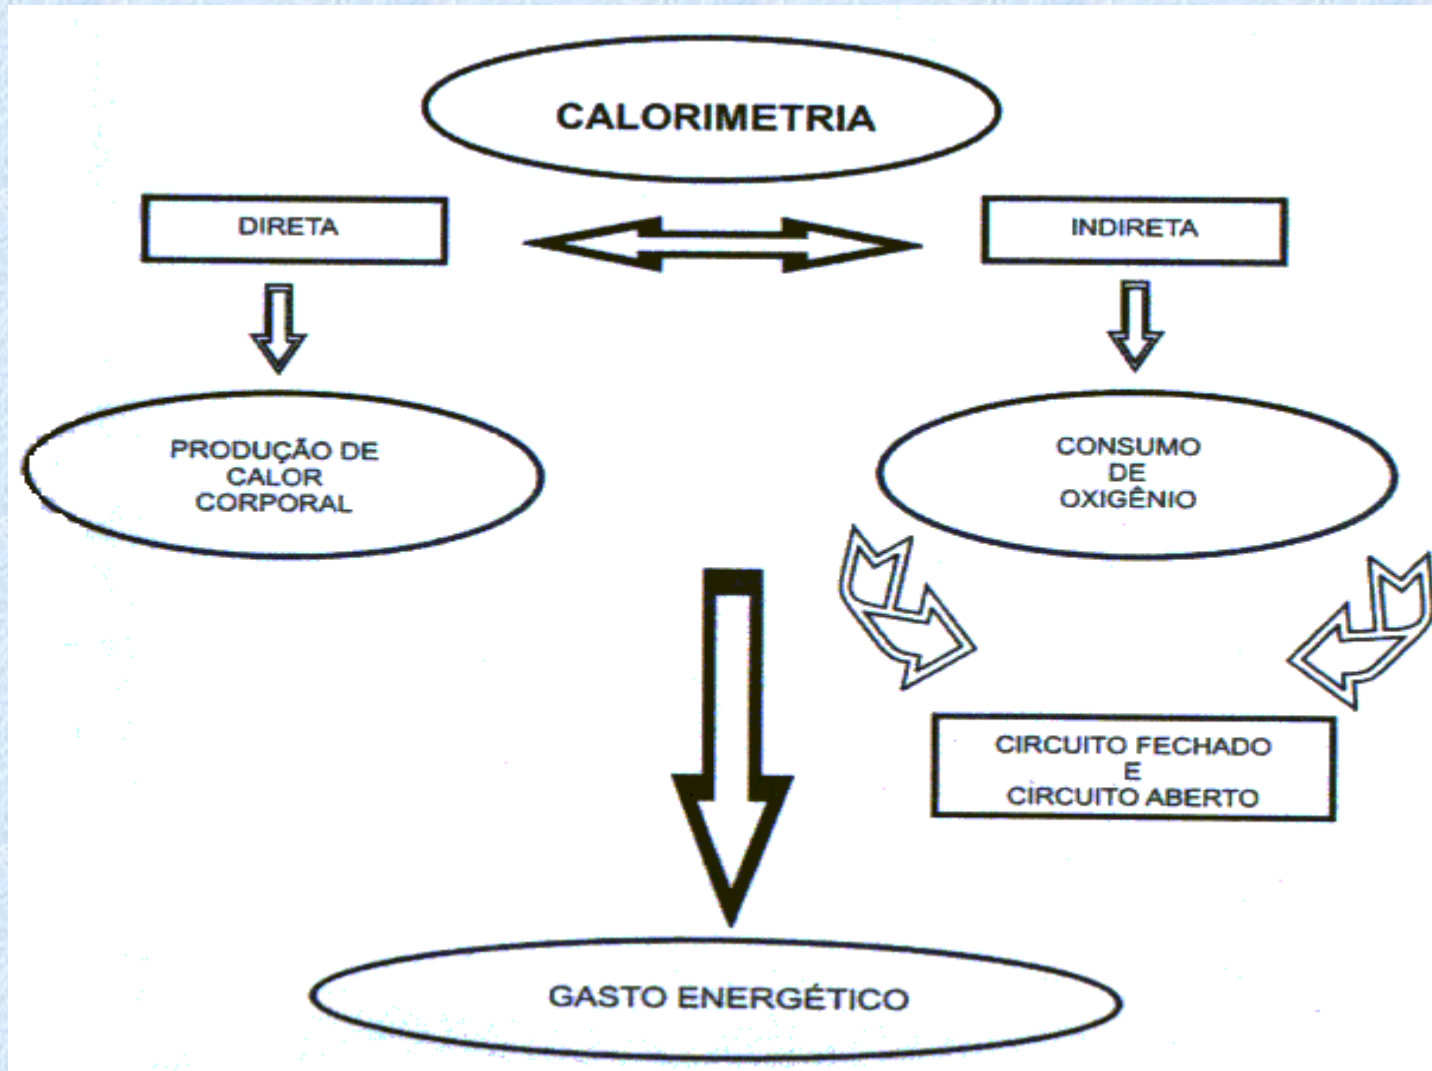 CALORIMETRIA
DIRETA
INDIRETA
PRODUÇÃO DE
CALOR
CORPORAL
CONSUMO
DE
OXIGÊNIO
CIRCUITO FECHADO
E
CIRCUITO ABERTO
GASTO ENERGÉTICO